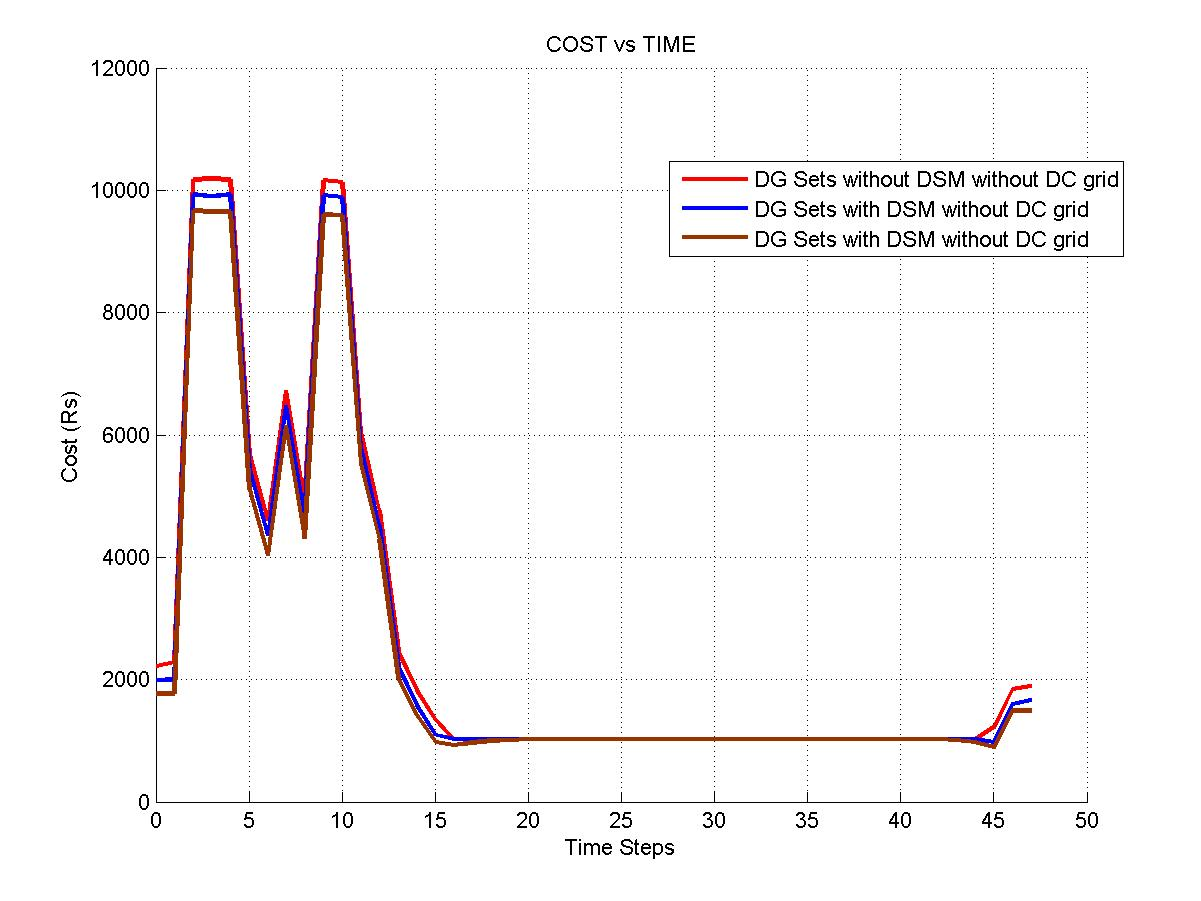 COST vs TIME
12000
10000
8000
6000
4000
2000
0
Cost (Rs)
DG Sets without DSM without DC grid
DG Sets with DSM without DC grid
DG Sets with DSM without DC grid
0 5 10 15 20 25 30 35 40 45 50
Time Steps